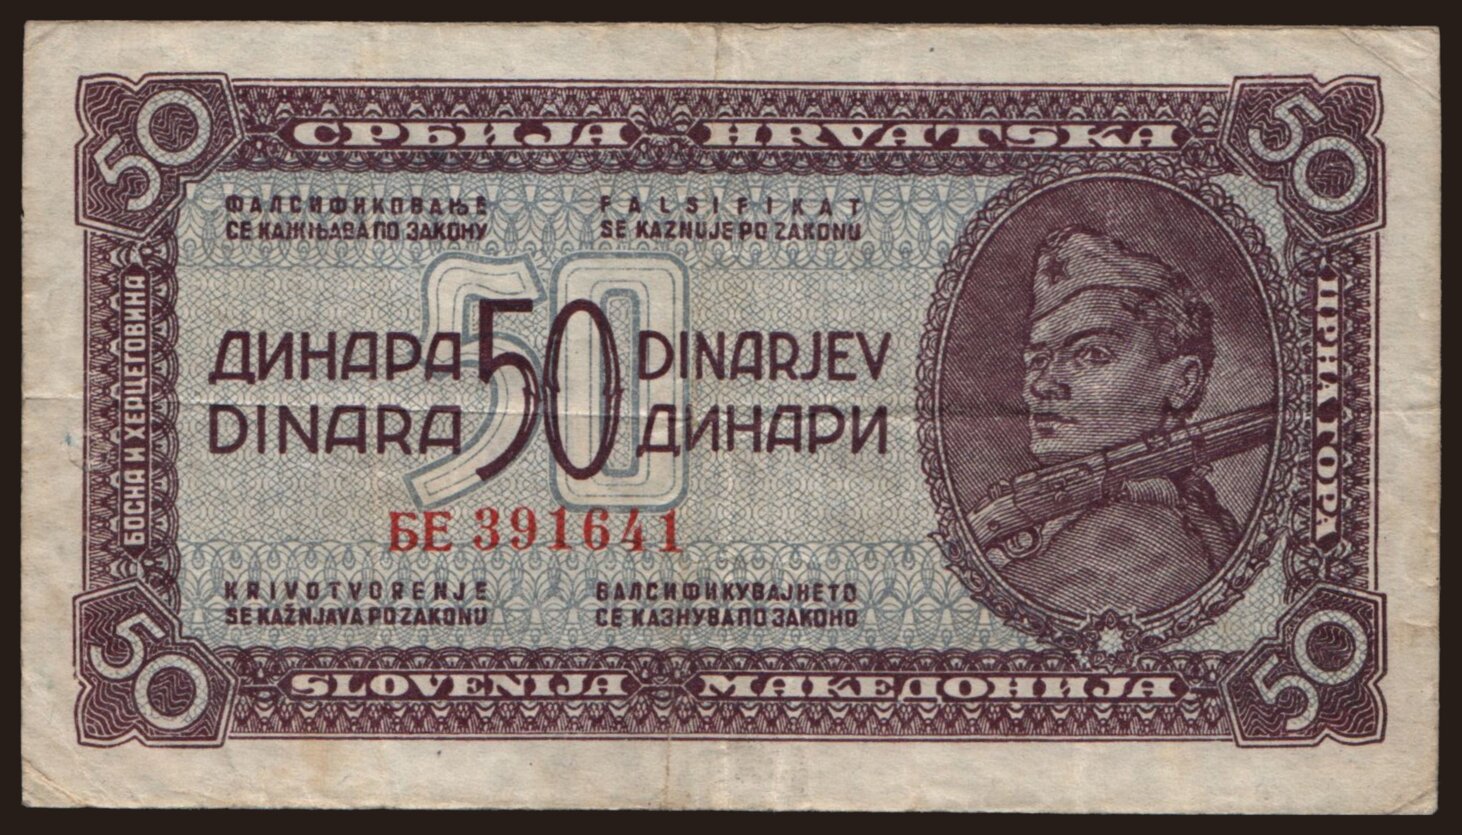 50
СРБИЈА HRVATSKA
50
ФАЛСИФИКОВАЊЕ
СЕ КАЖЊАВА ПО ЗАКОНУ
FALSIFIKAT
SE KAZNUJE PO ZAKONU
БОСНА И ХЕРЦЕГОВИНА
ЦРНА ГОРА
50
ДИНАРА 50 DINARJEV
DINARA ДИНАРИ
БЕ 391641
KRIVOTVORENJE
SE KAŽNJAVA PO ZAKONU
ФАЛСИФИКУВАЈНЕТО
СЕ КАЗНУВА ПО ЗАКОНО
50
SLOVENIJA МАКЕДОНИЈА
50